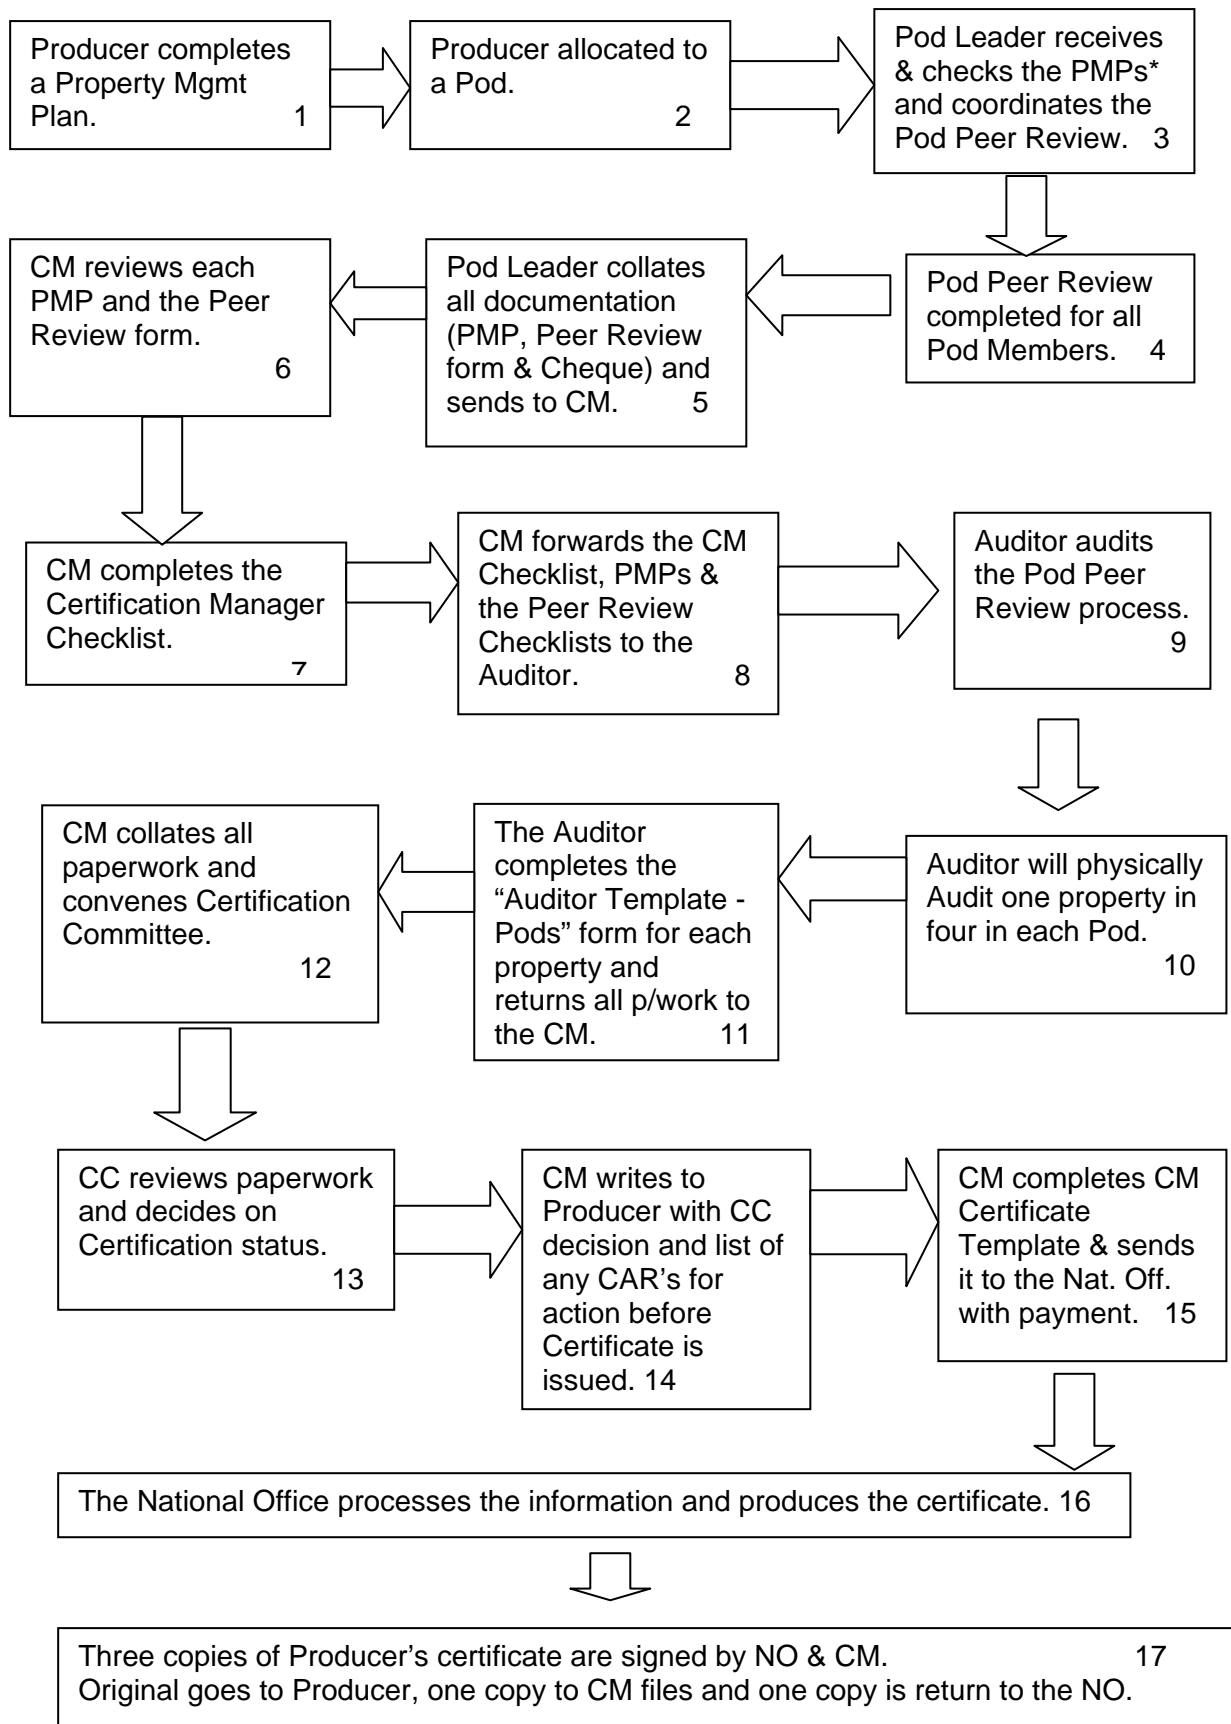 Producer completes
a Property Mgmt
Plan. 1
Producer allocated to
a Pod.
2
Pod Leader receives
& checks the PMPs*
and coordinates the
Pod Peer Review. 3
Pod Peer Review
completed for all
Pod Members. 4
Pod Leader collates
all documentation
(PMP, Peer Review
form & Cheque) and
sends to CM. 5
CM reviews each
PMP and the Peer
Review form.
6
CM completes the
Certification Manager
Checklist.
7
CM forwards the CM
Checklist, PMPs &
the Peer Review
Checklists to the
Auditor. 8
Auditor audits
the Pod Peer
Review process.
9
Auditor will physically
Audit one property in
four in each Pod.
10
The Auditor
completes the
“Auditor Template -
Pods” form for each
property and
returns all p/work to
the CM. 11
CM collates all
paperwork and
convenes Certification
Committee.
12
CC reviews paperwork
and decides on
Certification status.
13
CM writes to
Producer with CC
decision and list of
any CAR’s for
action before
Certificate is
issued. 14
CM completes CM
Certificate
Template & sends
it to the Nat. Off.
with payment. 15
The National Office processes the information and produces the certificate. 16
Three copies of Producer’s certificate are signed by NO & CM. 17
Original goes to Producer, one copy to CM files and one copy is return to the NO.